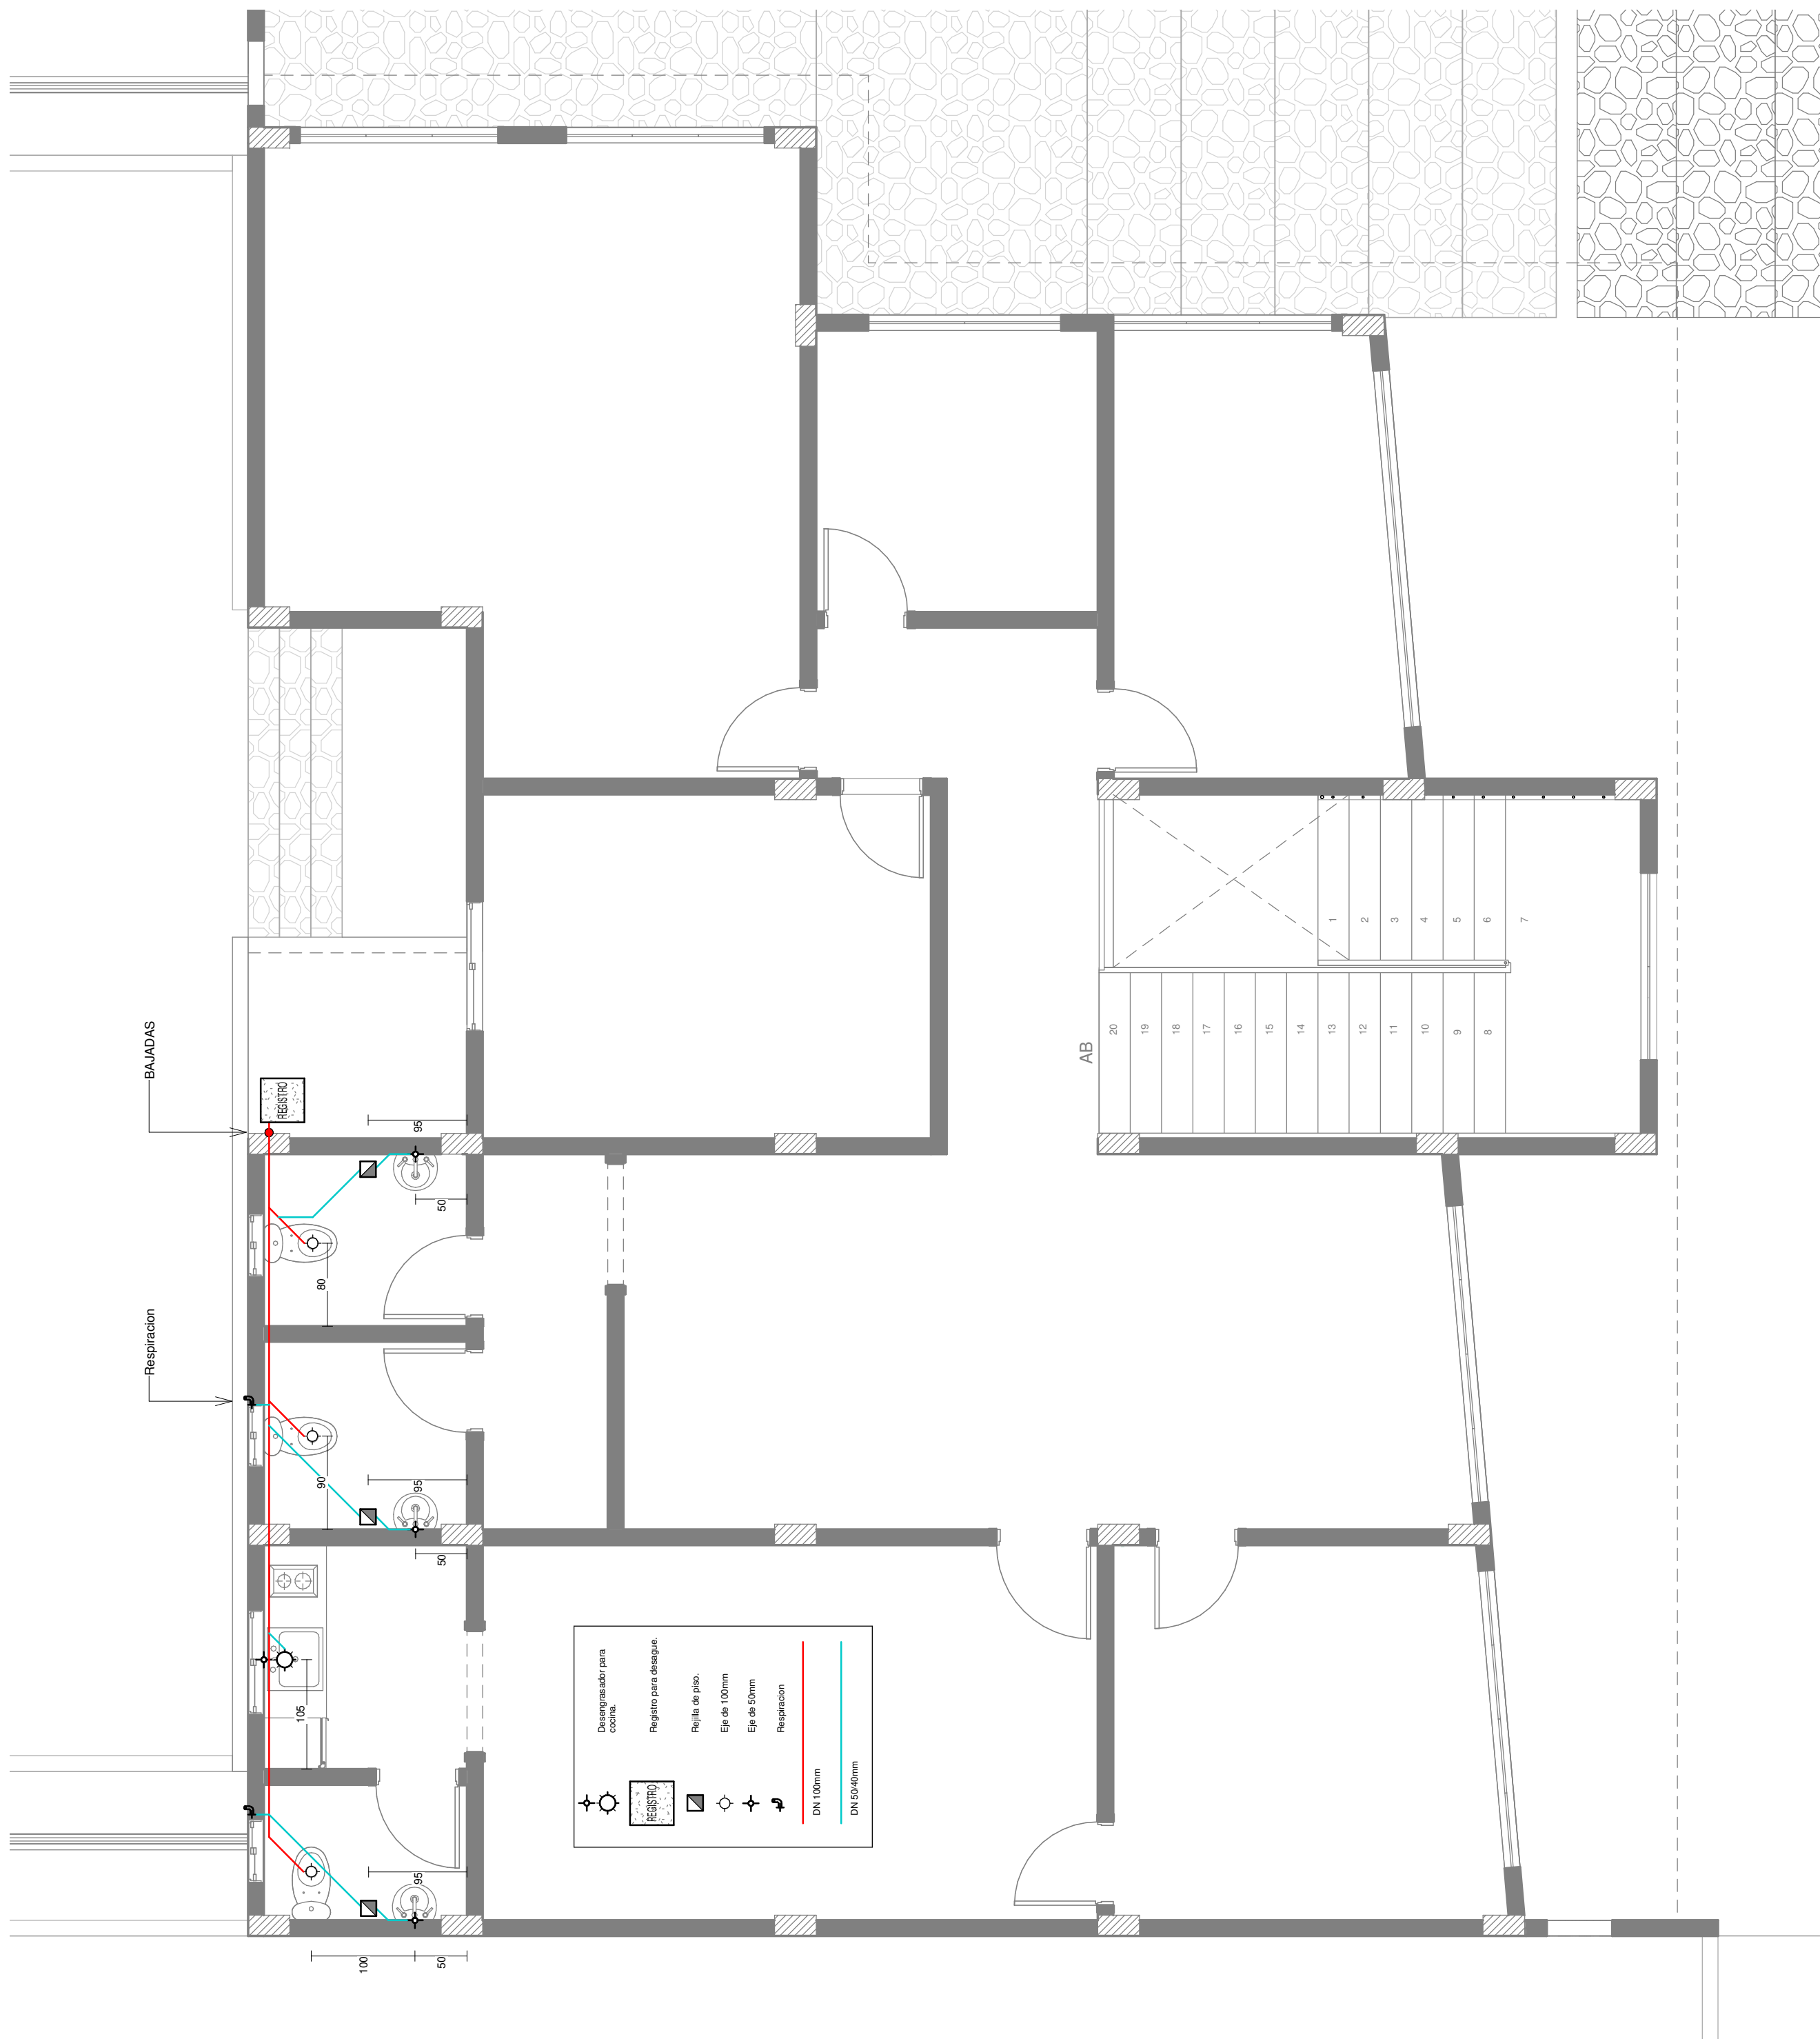 BAJADAS
Respiracion
REGISTRO
95
50
80
95
90
50
105
95
100
50
AB
1
2
3
4
5
6
7
20
19
18
17
16
15
14
13
12
11
10
9
8
Desengrasador para
cocina.
REGISTRO
Registro para desague.
Rejilla de piso.
Eje de 100mm
Eje de 50mm
Respiracion
DN 100mm
DN 50/40mm